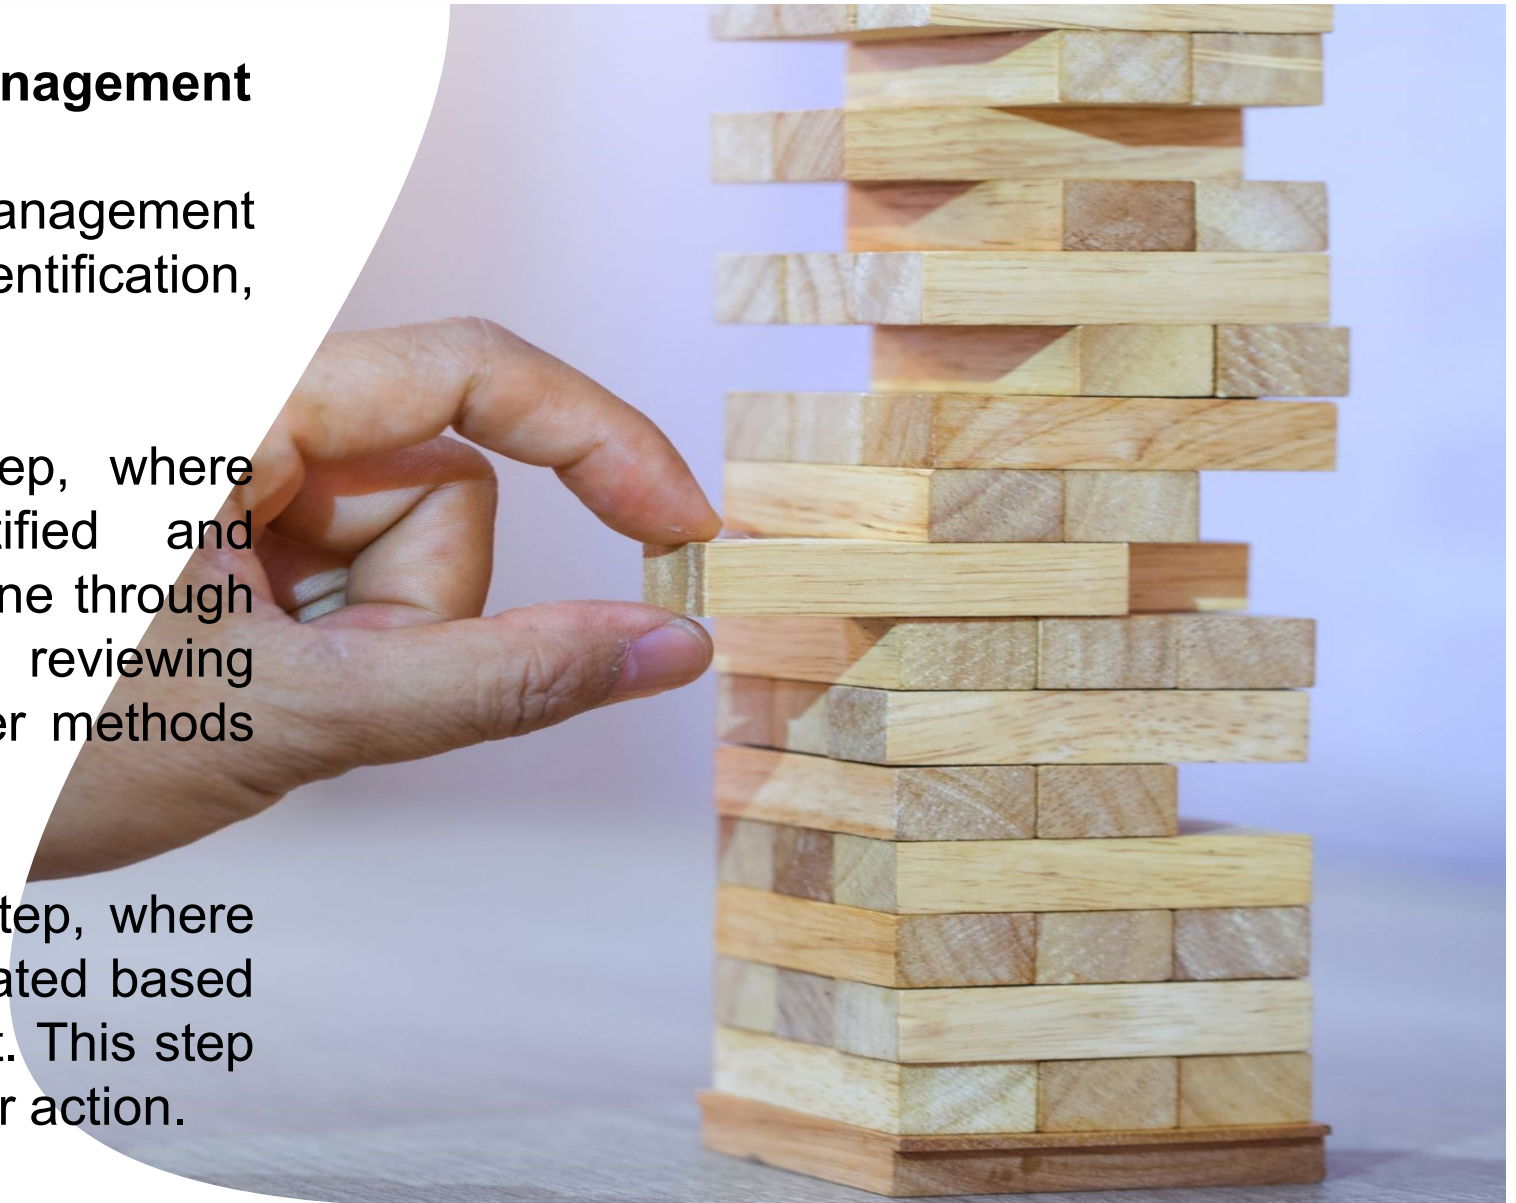 nagement
anagement
entification,
ep, where
tified and
ne through
reviewing
er methods
tep, where
ated based
t. This step
r action.